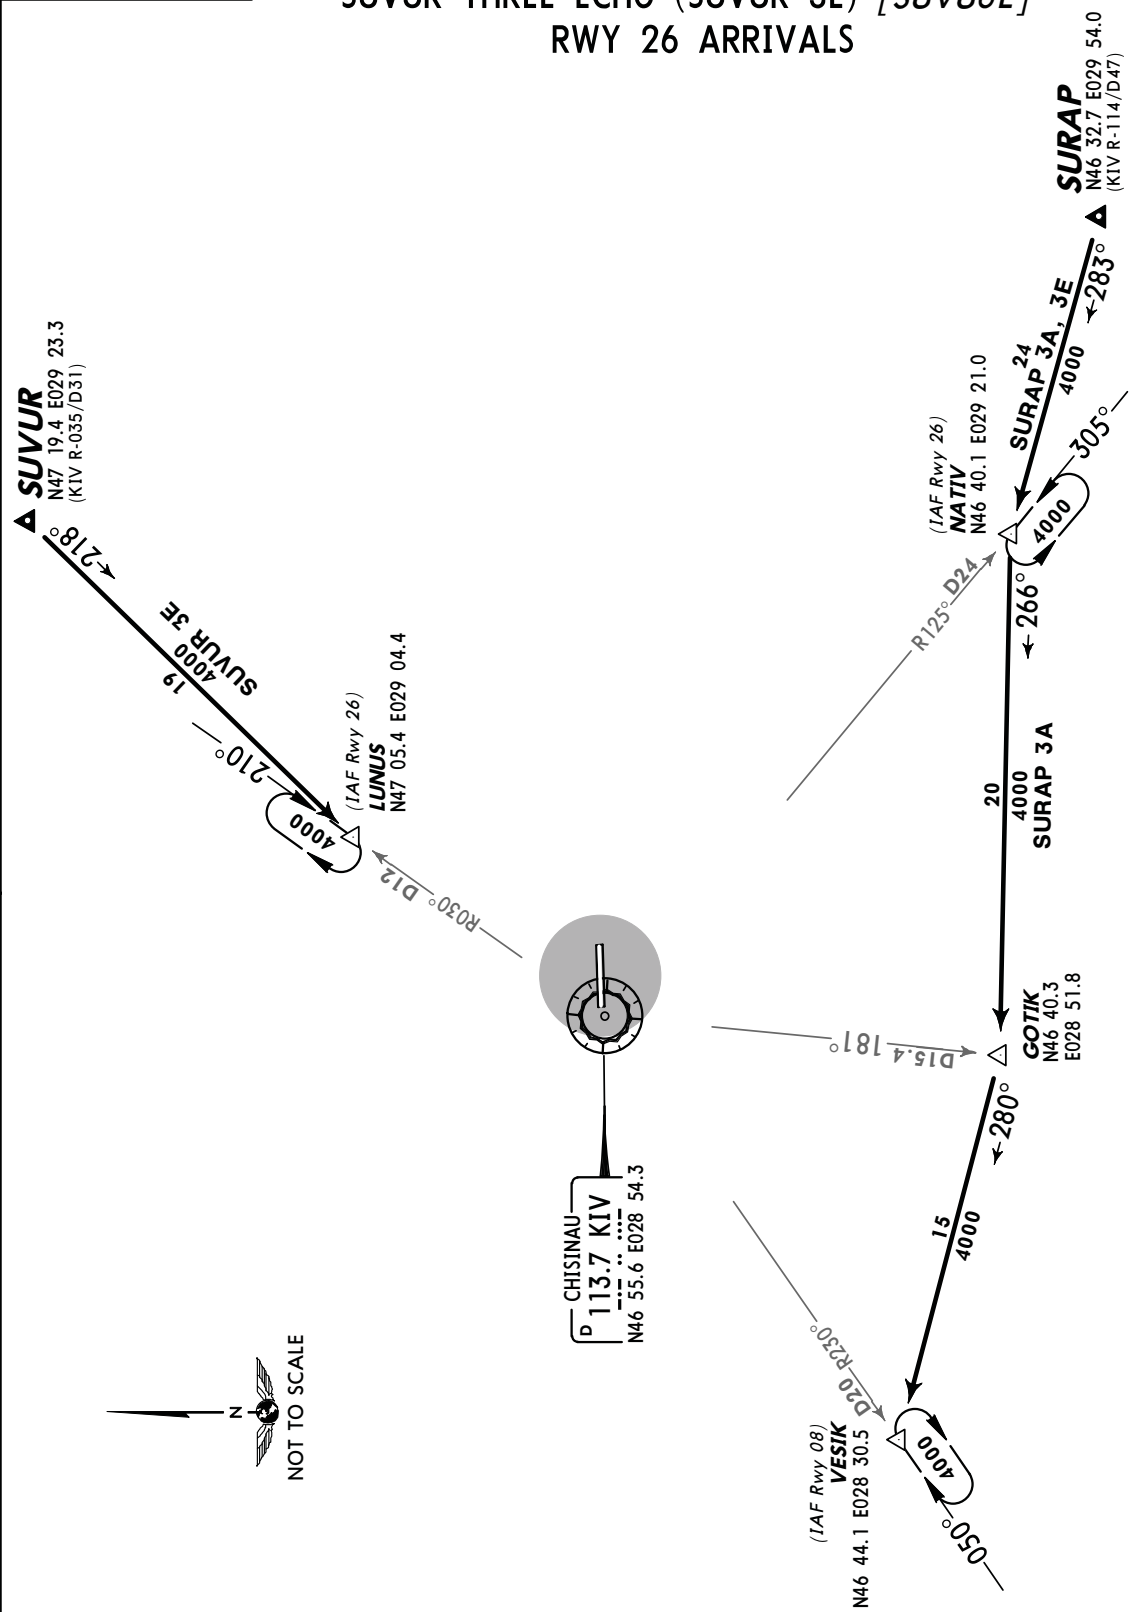 SUVUR THREE ECHO (SUVUR 3E) [SUVU3E]
RWY 26 ARRIVALS
SUVUR
N47 19.4 E029 23.3
(KIV R-035/D31)
218°
SUVUR 3E
4000
19
210°
4000
(IAF Rwy 26)
LUNUS
N47 05.4 E029 04.4
D12
R030°
SURAP
N46 32.7 E029 54.0
(KIV R-114/D47)
283°
24
SURAP 3A, 3E
4000
(IAF Rwy 26)
NATIV
N46 40.1 E029 21.0
305°
4000
R125° D24
266°
20
4000
SURAP 3A
GOTIK
N46 40.3
E028 51.8
D15.4 181°
280°
15
4000
CHISINAU
D
113.7 KIV
N46 55.6 E028 54.3
D20 R230°
(IAF Rwy 08)
VESIK
N46 44.1 E028 30.5
4000
050°
N
NOT TO SCALE